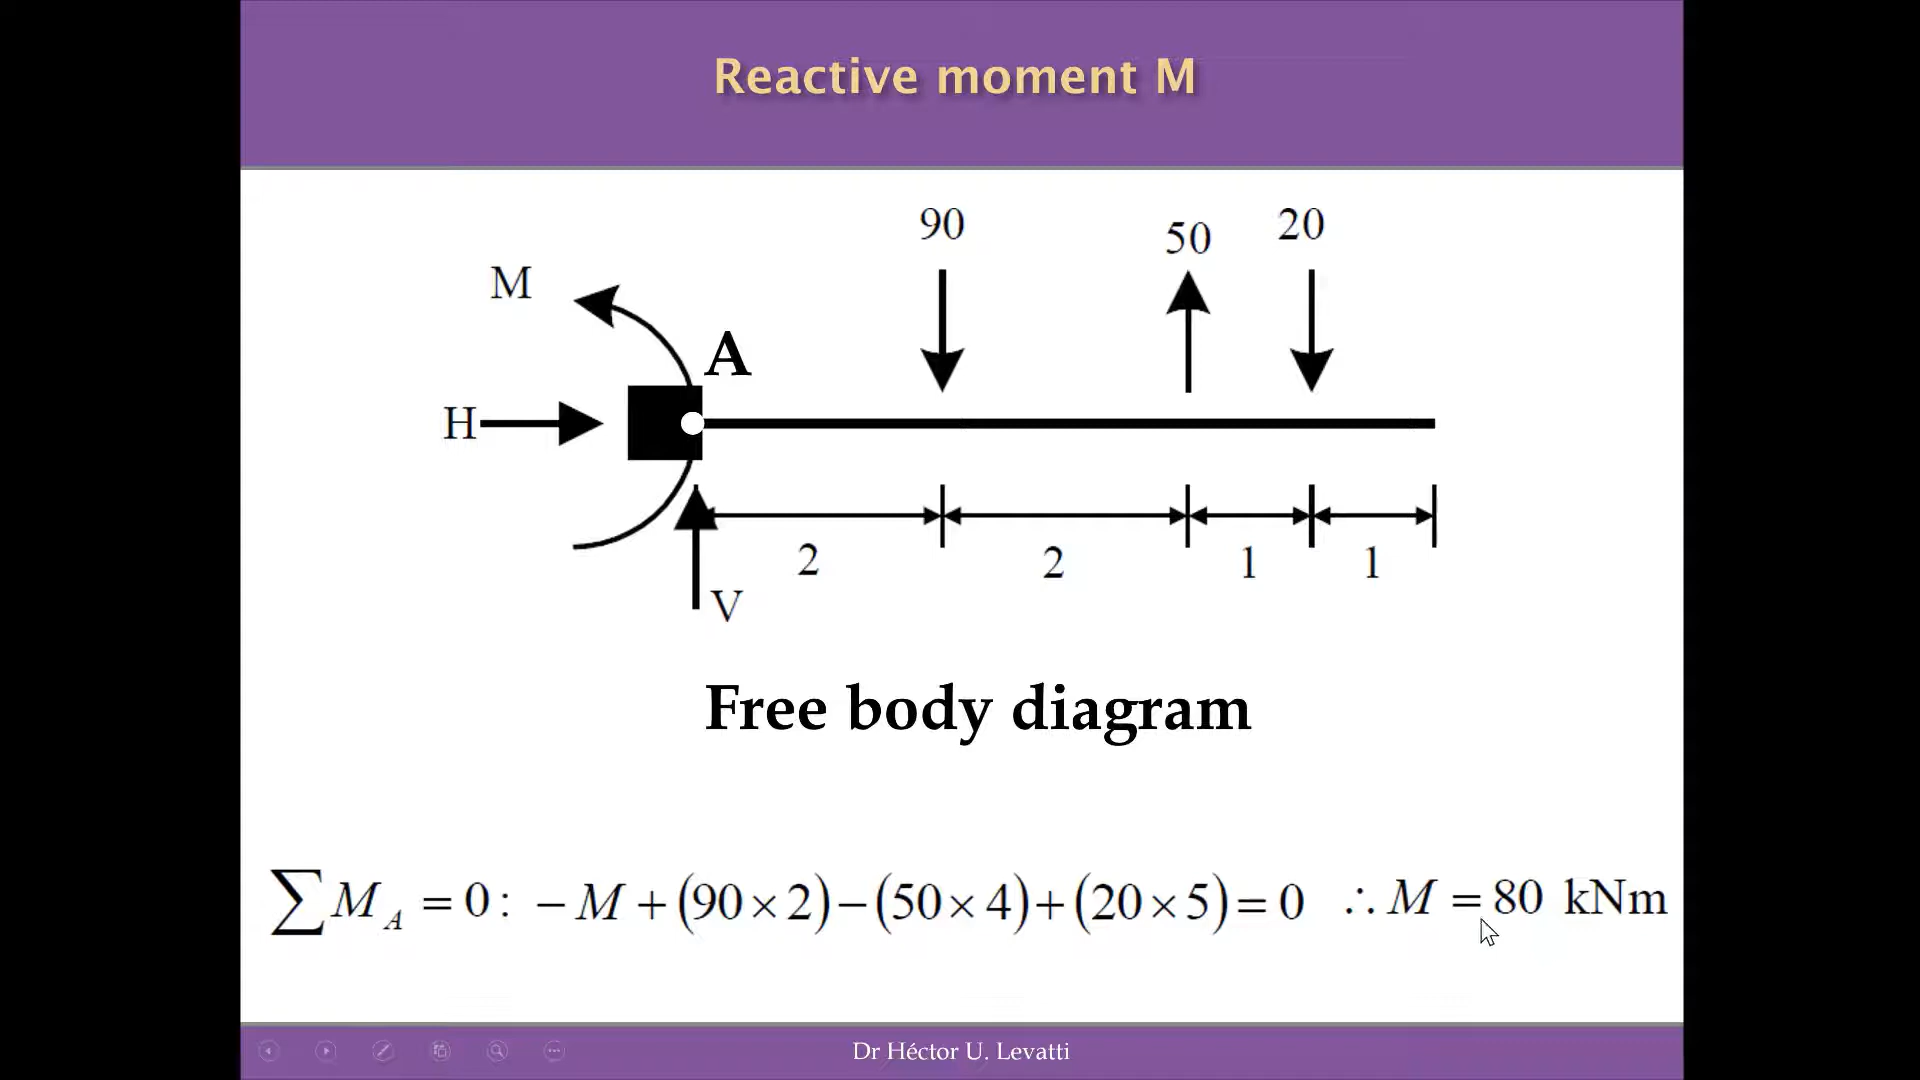 Reactive moment M
90
50
20
M
A
H
2
2
1
1
V
Free body diagram
∑M_A = 0: −M + (90×2) − (50×4) + (20×5) = 0 ∴ M = 80 kNm
Dr Héctor U. Levatti